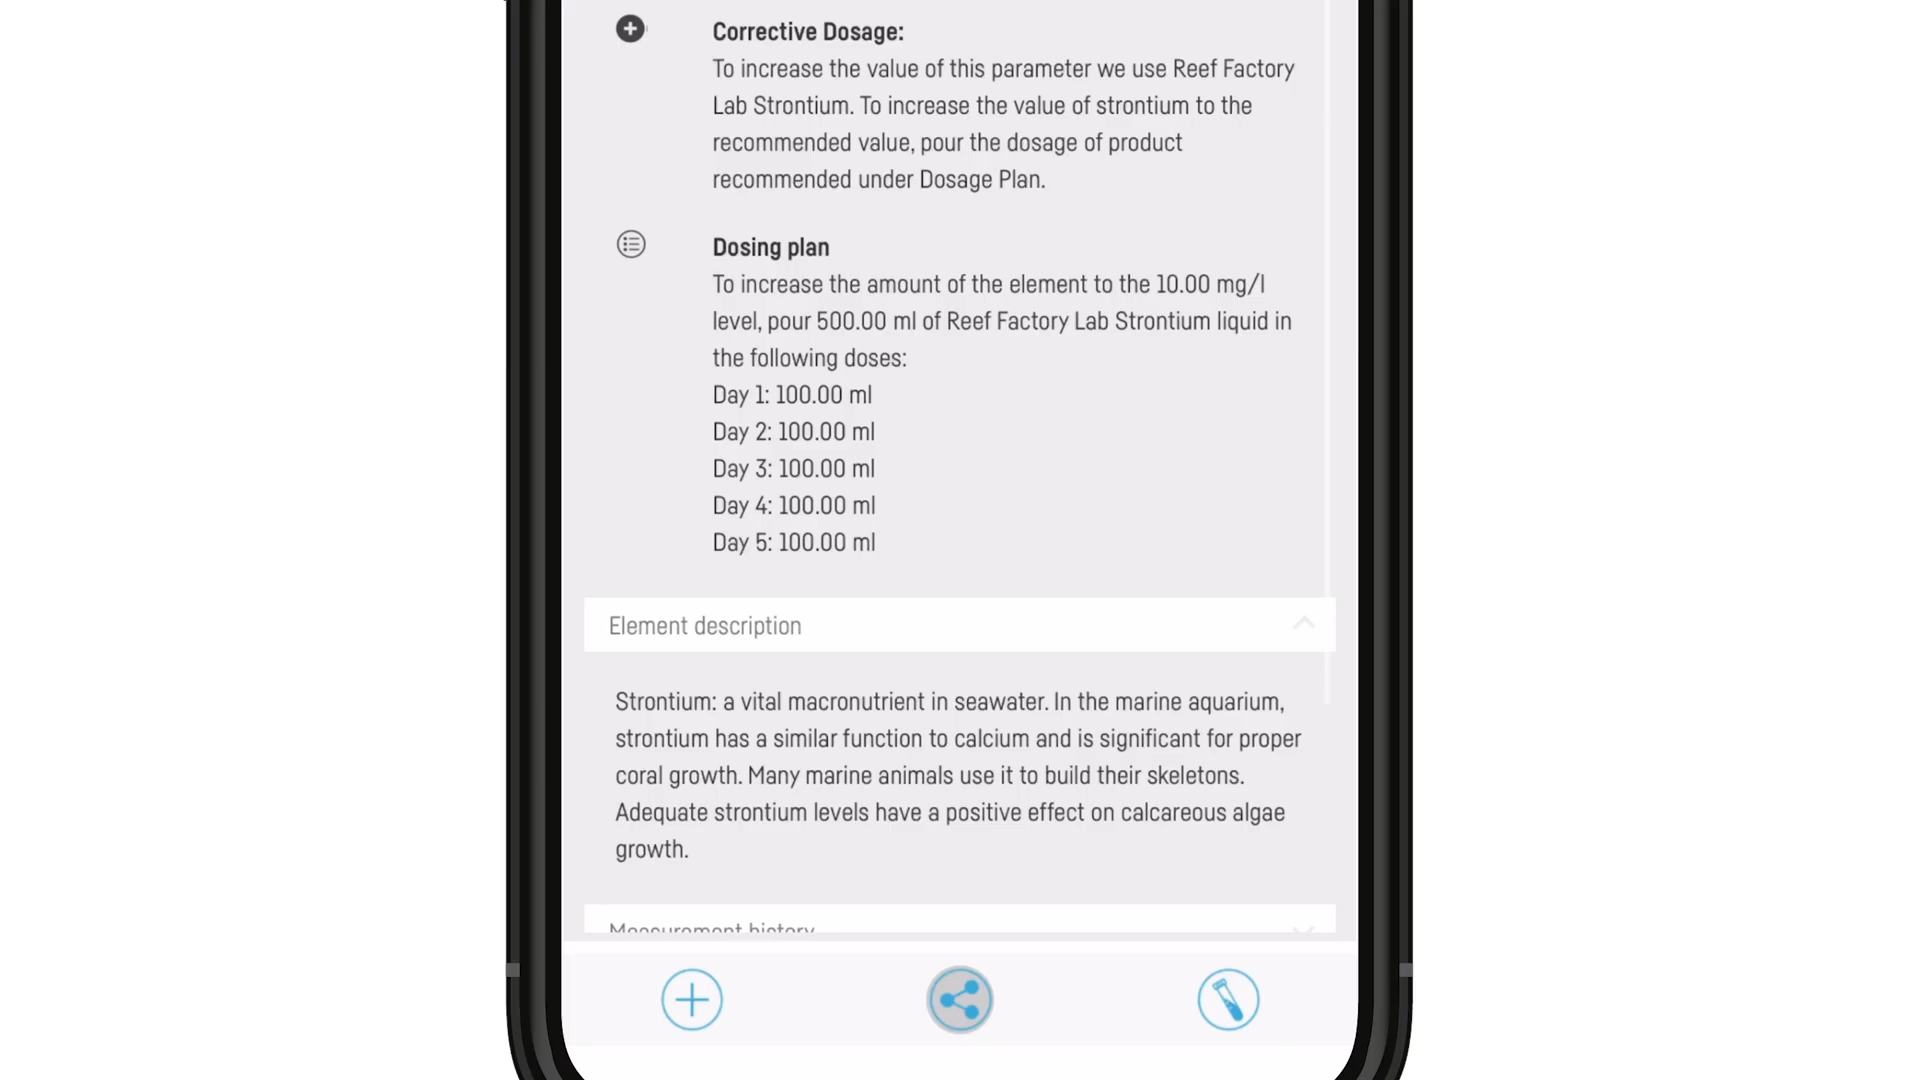 Corrective Dosage:
To increase the value of this parameter we use Reef Factory
Lab Strontium. To increase the value of strontium to the
recommended value, pour the dosage of product
recommended under Dosage Plan.
Dosing plan
To increase the amount of the element to the 10.00 mg/l
level, pour 500.00 ml of Reef Factory Lab Strontium liquid in
the following doses:
Day 1: 100.00 ml
Day 2: 100.00 ml
Day 3: 100.00 ml
Day 4: 100.00 ml
Day 5: 100.00 ml
Element description
Strontium: a vital macronutrient in seawater. In the marine aquarium,
strontium has a similar function to calcium and is significant for proper
coral growth. Many marine animals use it to build their skeletons.
Adequate strontium levels have a positive effect on calcareous algae
growth.
Measurement history